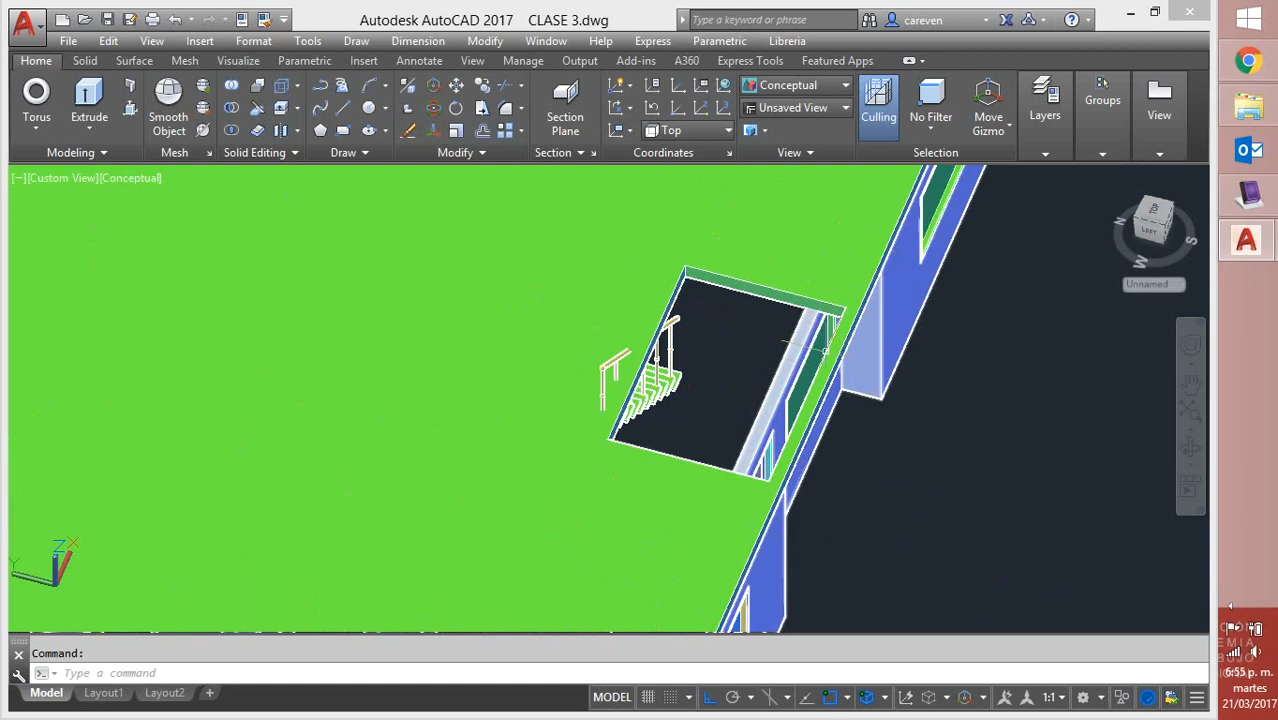 Autodesk AutoCAD 2017 CLASE 3.dwg
Type a keyword or phrase
careven
File Edit View Insert Format Tools Draw Dimension Modify Window Help Express Parametric Libreria
Home Solid Surface Mesh Visualize Parametric Insert Annotate View Manage Output Add-ins A360 Express Tools Featured Apps
Torus
Extrude
Smooth Object
Section Plane
Conceptual
Unsaved View
Top
Culling
No Filter
Move Gizmo
Layers
Groups
View
Modeling
Mesh
Solid Editing
Draw
Modify
Section
Coordinates
View
Selection
[−][Custom View][Conceptual]
TOP
LEFT
N
S
W
Unnamed
Z
X
Y
Command:
Type a command
Model Layout1 Layout2
MODEL
1:1
6:55 p. m.
martes
21/03/2017